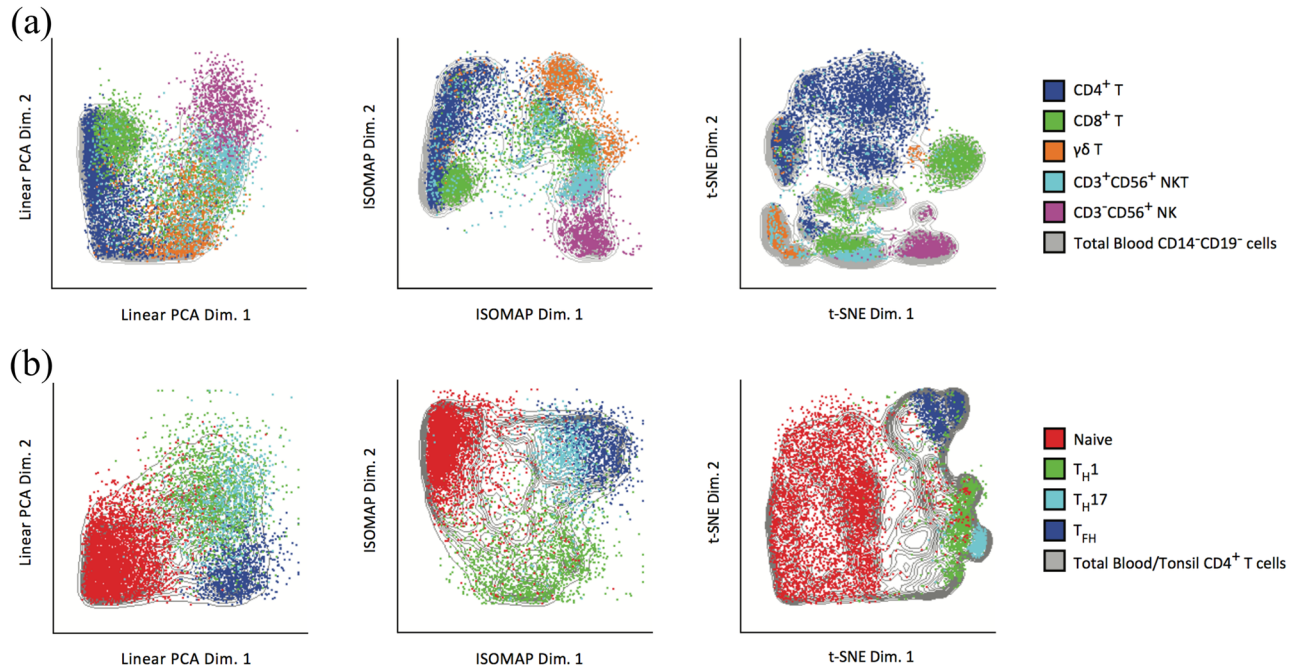 (a)
Linear PCA Dim. 2
Linear PCA Dim. 1
ISOMAP Dim. 2
ISOMAP Dim. 1
t-SNE Dim. 2
t-SNE Dim. 1
CD4⁺ T
CD8⁺ T
γδ T
CD3⁺CD56⁺ NKT
CD3⁻CD56⁺ NK
Total Blood CD14⁻CD19⁻ cells
(b)
Linear PCA Dim. 2
Linear PCA Dim. 1
ISOMAP Dim. 2
ISOMAP Dim. 1
t-SNE Dim. 2
t-SNE Dim. 1
Naive
T_H1
T_H17
T_FH
Total Blood/Tonsil CD4⁺ T cells